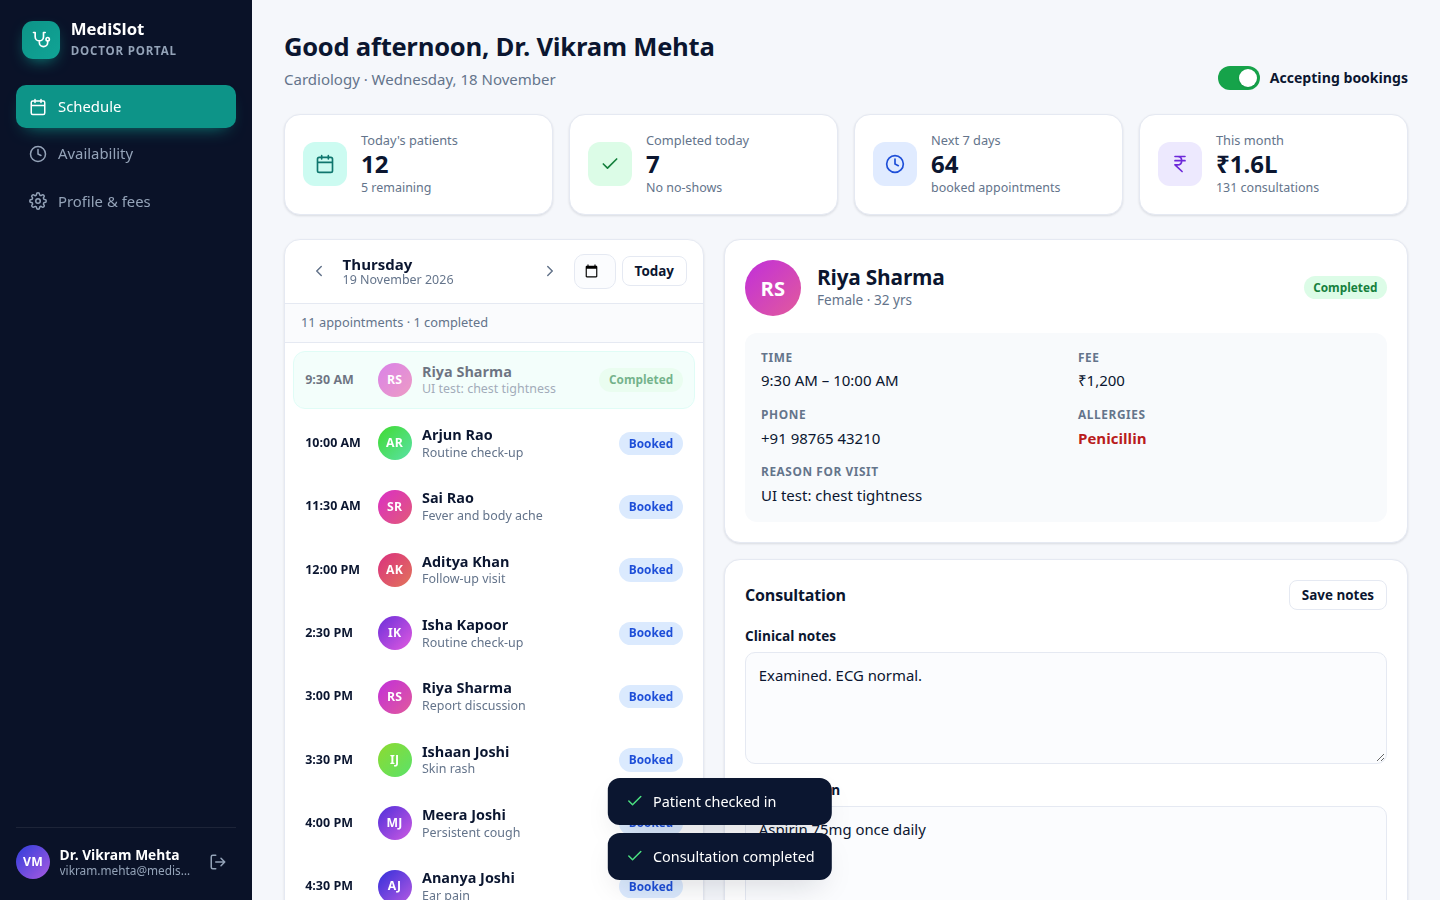 MediSlot
DOCTOR PORTAL
Schedule
Availability
Profile & fees
VM
Dr. Vikram Mehta
vikram.mehta@medis...
Good afternoon, Dr. Vikram Mehta
Cardiology · Wednesday, 18 November
Accepting bookings
Today's patients
12
5 remaining
Completed today
7
No no-shows
Next 7 days
64
booked appointments
This month
₹1.6L
131 consultations
Thursday
19 November 2026
Today
11 appointments · 1 completed
9:30 AM RS Riya Sharma Completed
UI test: chest tightness
10:00 AM AR Arjun Rao Booked
Routine check-up
11:30 AM SR Sai Rao Booked
Fever and body ache
12:00 PM AK Aditya Khan Booked
Follow-up visit
2:30 PM IK Isha Kapoor Booked
Routine check-up
3:00 PM RS Riya Sharma Booked
Report discussion
3:30 PM IJ Ishaan Joshi Booked
Skin rash
4:00 PM MJ Meera Joshi
Persistent cough
4:30 PM AJ Ananya Joshi Booked
Ear pain
RS
Riya Sharma
Female · 32 yrs
Completed
TIME
9:30 AM – 10:00 AM
FEE
₹1,200
PHONE
+91 98765 43210
ALLERGIES
Penicillin
REASON FOR VISIT
UI test: chest tightness
Consultation
Save notes
Clinical notes
Examined. ECG normal.
Aspirin 75mg once daily
Patient checked in
Consultation completed